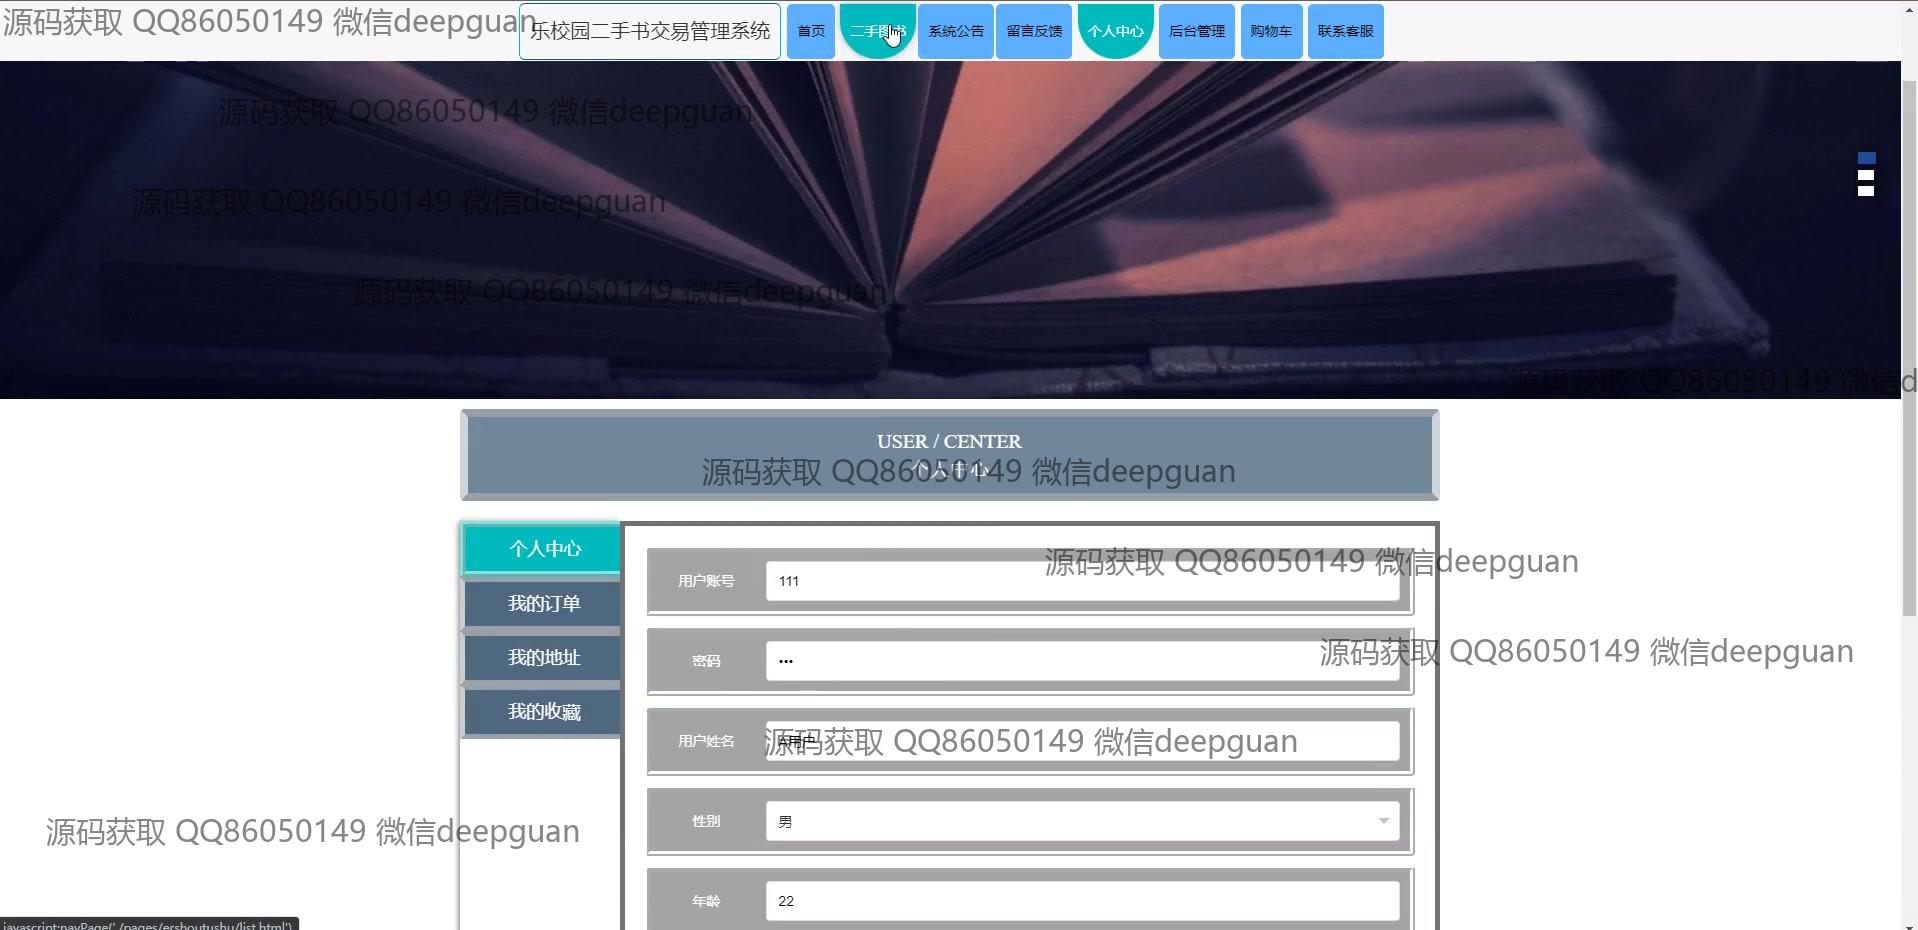 源码获取 QQ86050149 微信deepguan
乐校园二手书交易管理系统 首页 二手图书 系统公告 留言反馈 个人中心 后台管理 购物车 联系客服
源码获取 QQ86050149 微信deepguan
源码获取 QQ86050149 微信deepguan
源码获取 QQ86050149 微信deepguan
源码获取 QQ86050149 微信d
USER / CENTER
个人中心
源码获取 QQ86050149 微信deepguan
个人中心
我的订单
我的地址
我的收藏
源码获取 QQ86050149 微信deepguan
用户账号 111
源码获取 QQ86050149 微信deepguan
密码 •••
用户姓名
源码获取 QQ86050149 微信deepguan
性别 男
源码获取 QQ86050149 微信deepguan
年龄 22
javascript:navPage('./pages/ershoutushu/list.html')